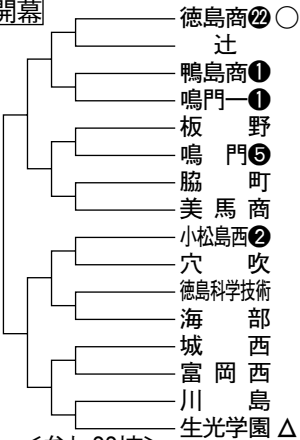 開幕
徳島商㉒○
辻
鴨島商❶
鳴門一❶
板野
鳴門❺
脇町
美馬商
小松島西❷
穴吹
徳島科学技術
海部
城西
富岡西
川島
生光学園△